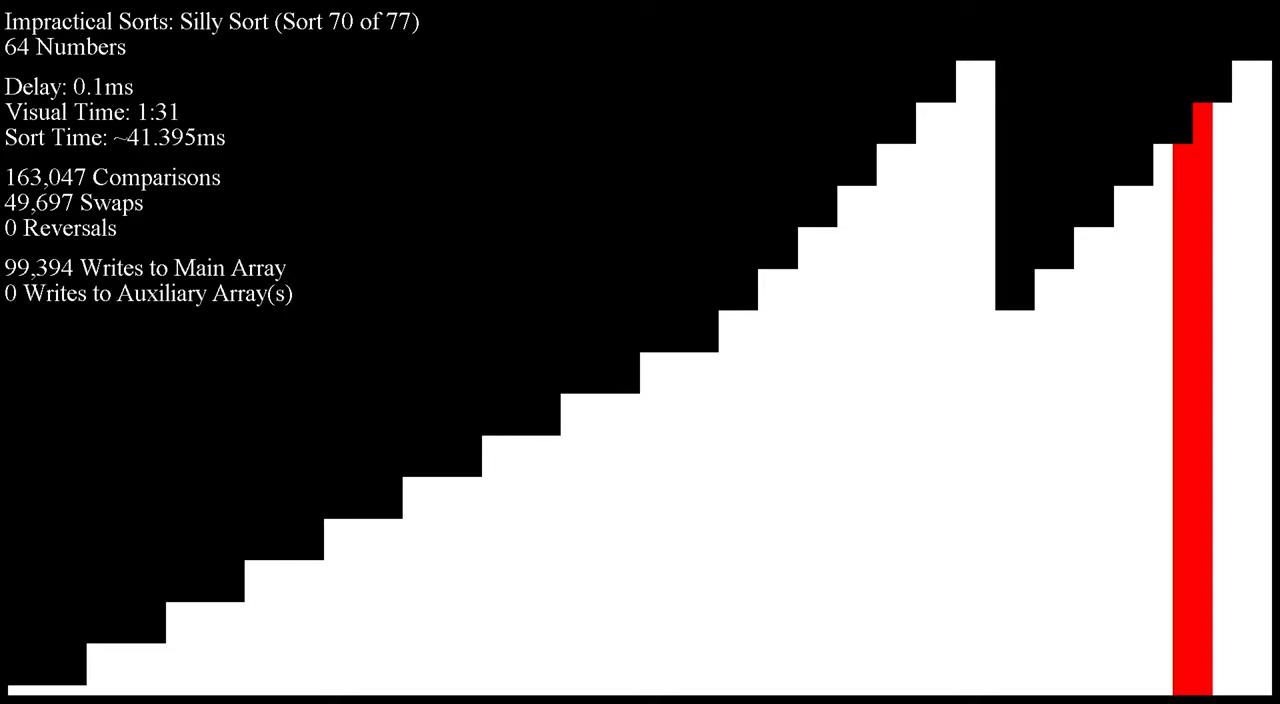 Impractical Sorts: Silly Sort (Sort 70 of 77)
64 Numbers
Delay: 0.1ms
Visual Time: 1:31
Sort Time: ~41.395ms
163,047 Comparisons
49,697 Swaps
0 Reversals
99,394 Writes to Main Array
0 Writes to Auxiliary Array(s)